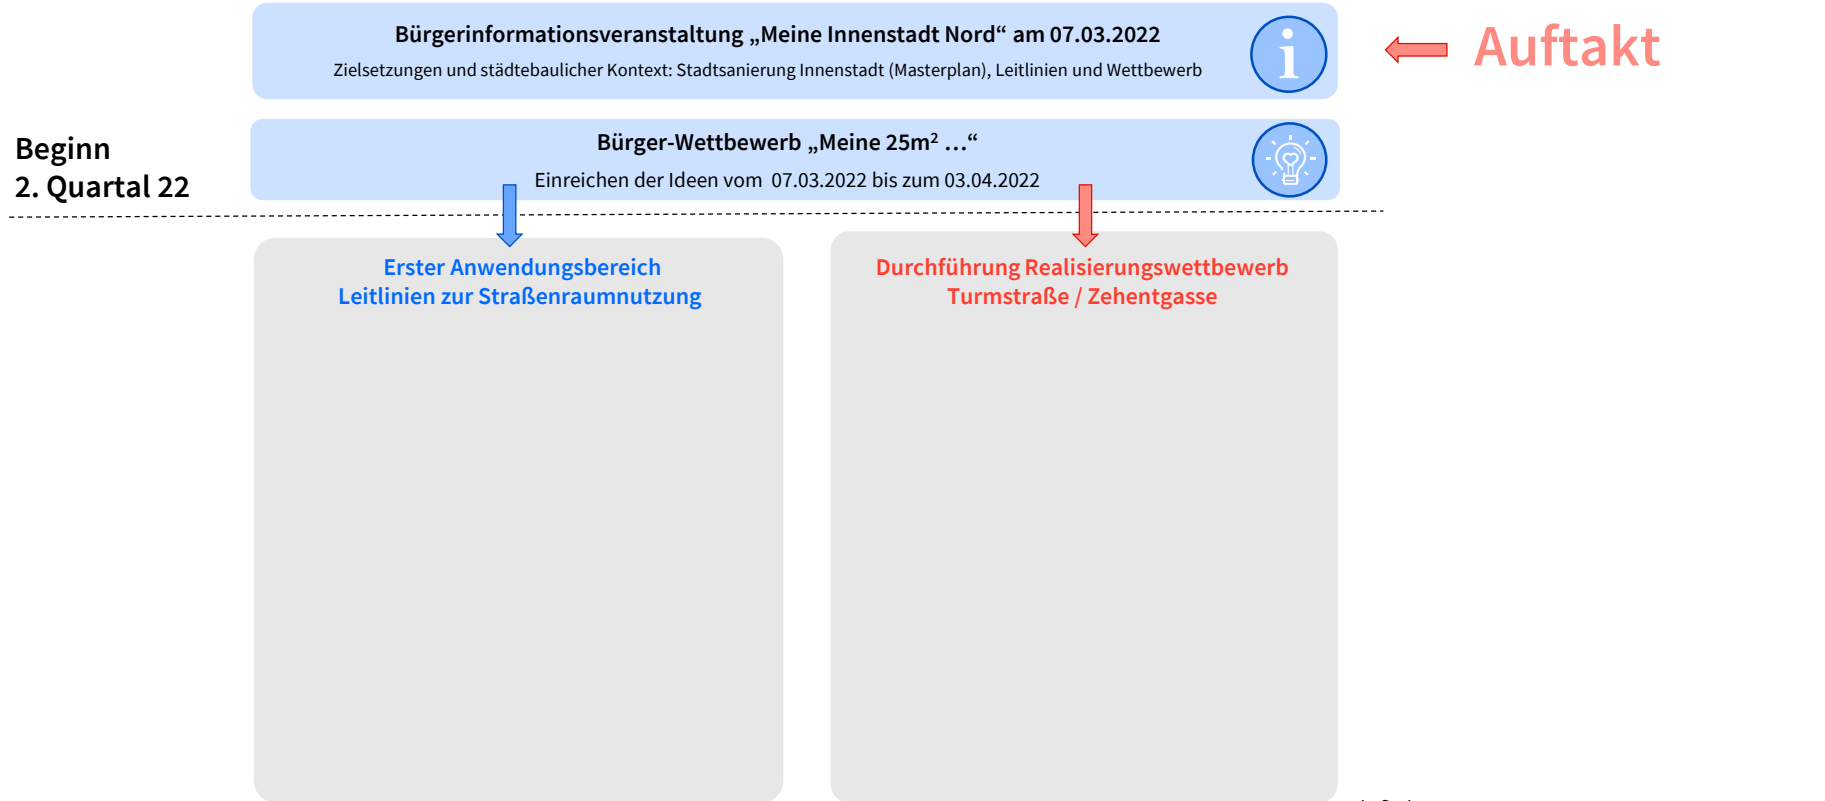 Bürgerinformationsveranstaltung „Meine Innenstadt Nord“ am 07.03.2022
Zielsetzungen und städtebaulicher Kontext: Stadtsanierung Innenstadt (Masterplan), Leitlinien und Wettbewerb
i
Auftakt
Beginn
2. Quartal 22
Bürger-Wettbewerb „Meine 25m² …“
Einreichen der Ideen vom 07.03.2022 bis zum 03.04.2022
Erster Anwendungsbereich
Leitlinien zur Straßenraumnutzung
Durchführung Realisierungswettbewerb
Turmstraße / Zehentgasse